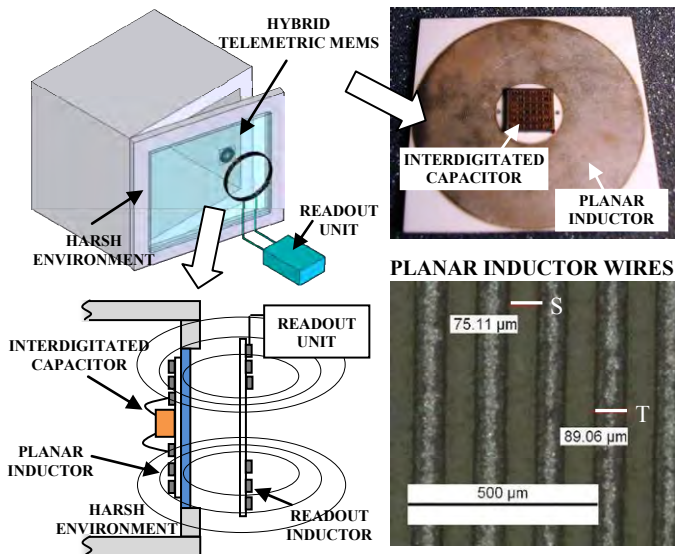 HYBRID
TELEMETRIC MEMS
HARSH
ENVIRONMENT
READOUT
UNIT
INTERDIGITATED
CAPACITOR
PLANAR
INDUCTOR
READOUT
UNIT
INTERDIGITATED
CAPACITOR
PLANAR
INDUCTOR
HARSH
ENVIRONMENT
READOUT
INDUCTOR
PLANAR INDUCTOR WIRES
S
75.11 µm
T
89.06 µm
500 µm